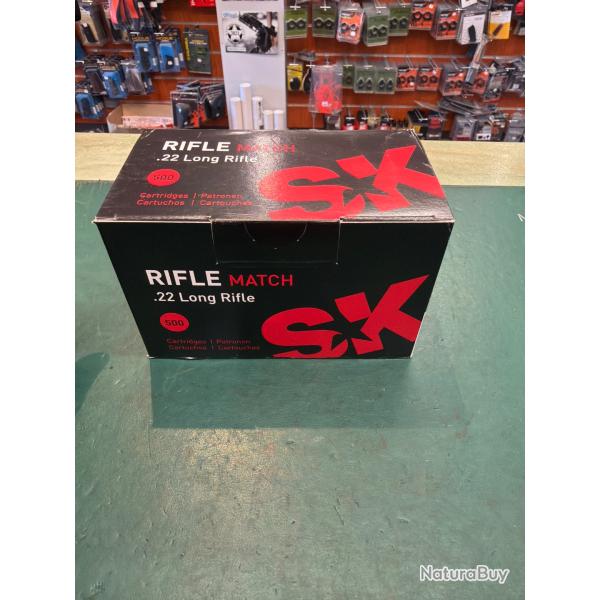 RIFLE MATCH
.22 Long Rifle
500
Cartridges | Patronen
Cartuchos | Cartouches
SK
RIFLE MATCH
.22 Long Rifle
500
Cartridges | Patronen
Cartuchos | Cartouches
SK
NaturaBuy